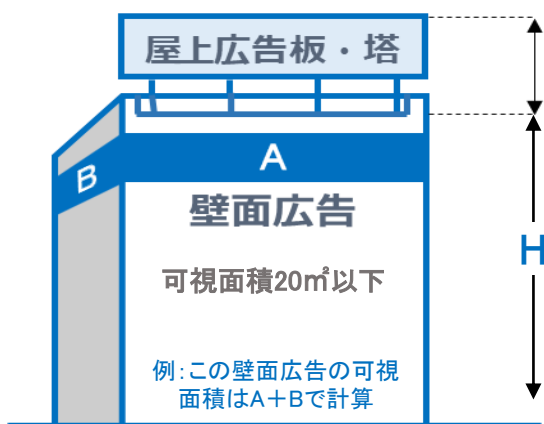 屋上広告板・塔
A
B
壁面広告
H
可視面積20㎡以下
例:この壁面広告の可視
面積はA＋Bで計算